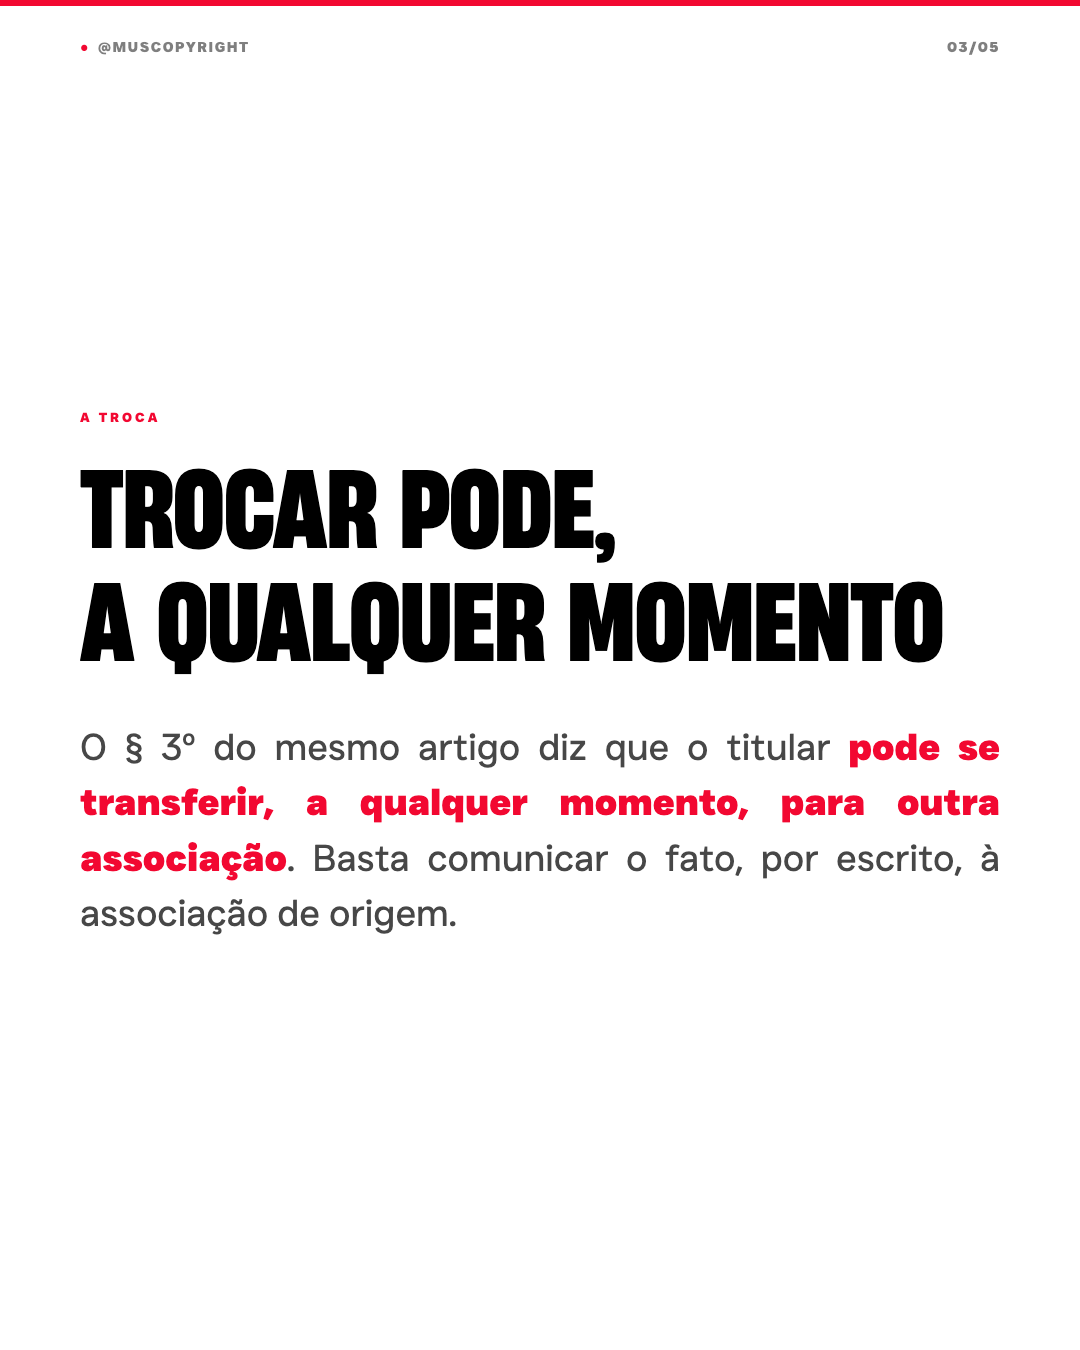 • @MUSCOPYRIGHT
03/05
A TROCA
TROCAR PODE,
A QUALQUER MOMENTO
O § 3º do mesmo artigo diz que o titular pode se
transferir, a qualquer momento, para outra
associação. Basta comunicar o fato, por escrito, à
associação de origem.